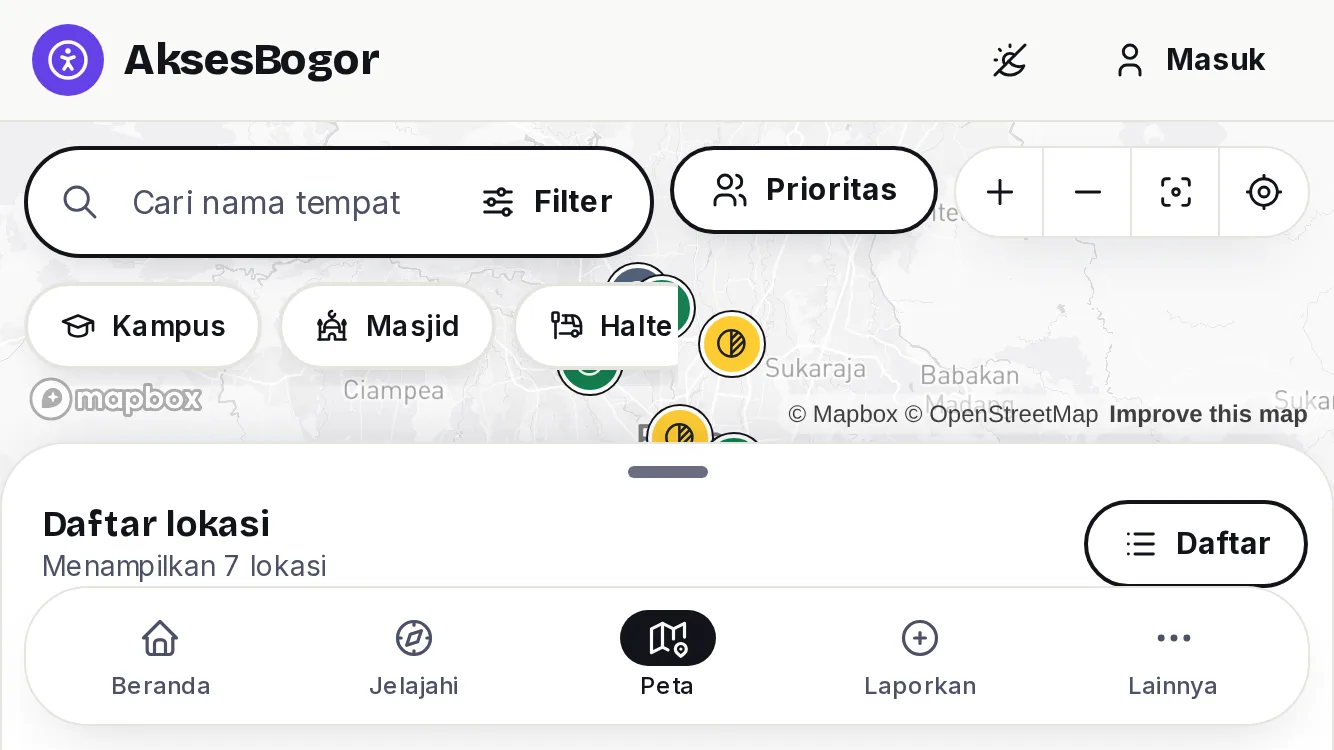 AksesBogor
Masuk
Cari nama tempat
Filter
Prioritas
Kampus
Masjid
Halte
Sukaraja
Babakan
Madang
Ciampea
mapbox
© Mapbox © OpenStreetMap Improve this map
Daftar lokasi
Menampilkan 7 lokasi
Daftar
Beranda
Jelajahi
Peta
Laporkan
Lainnya